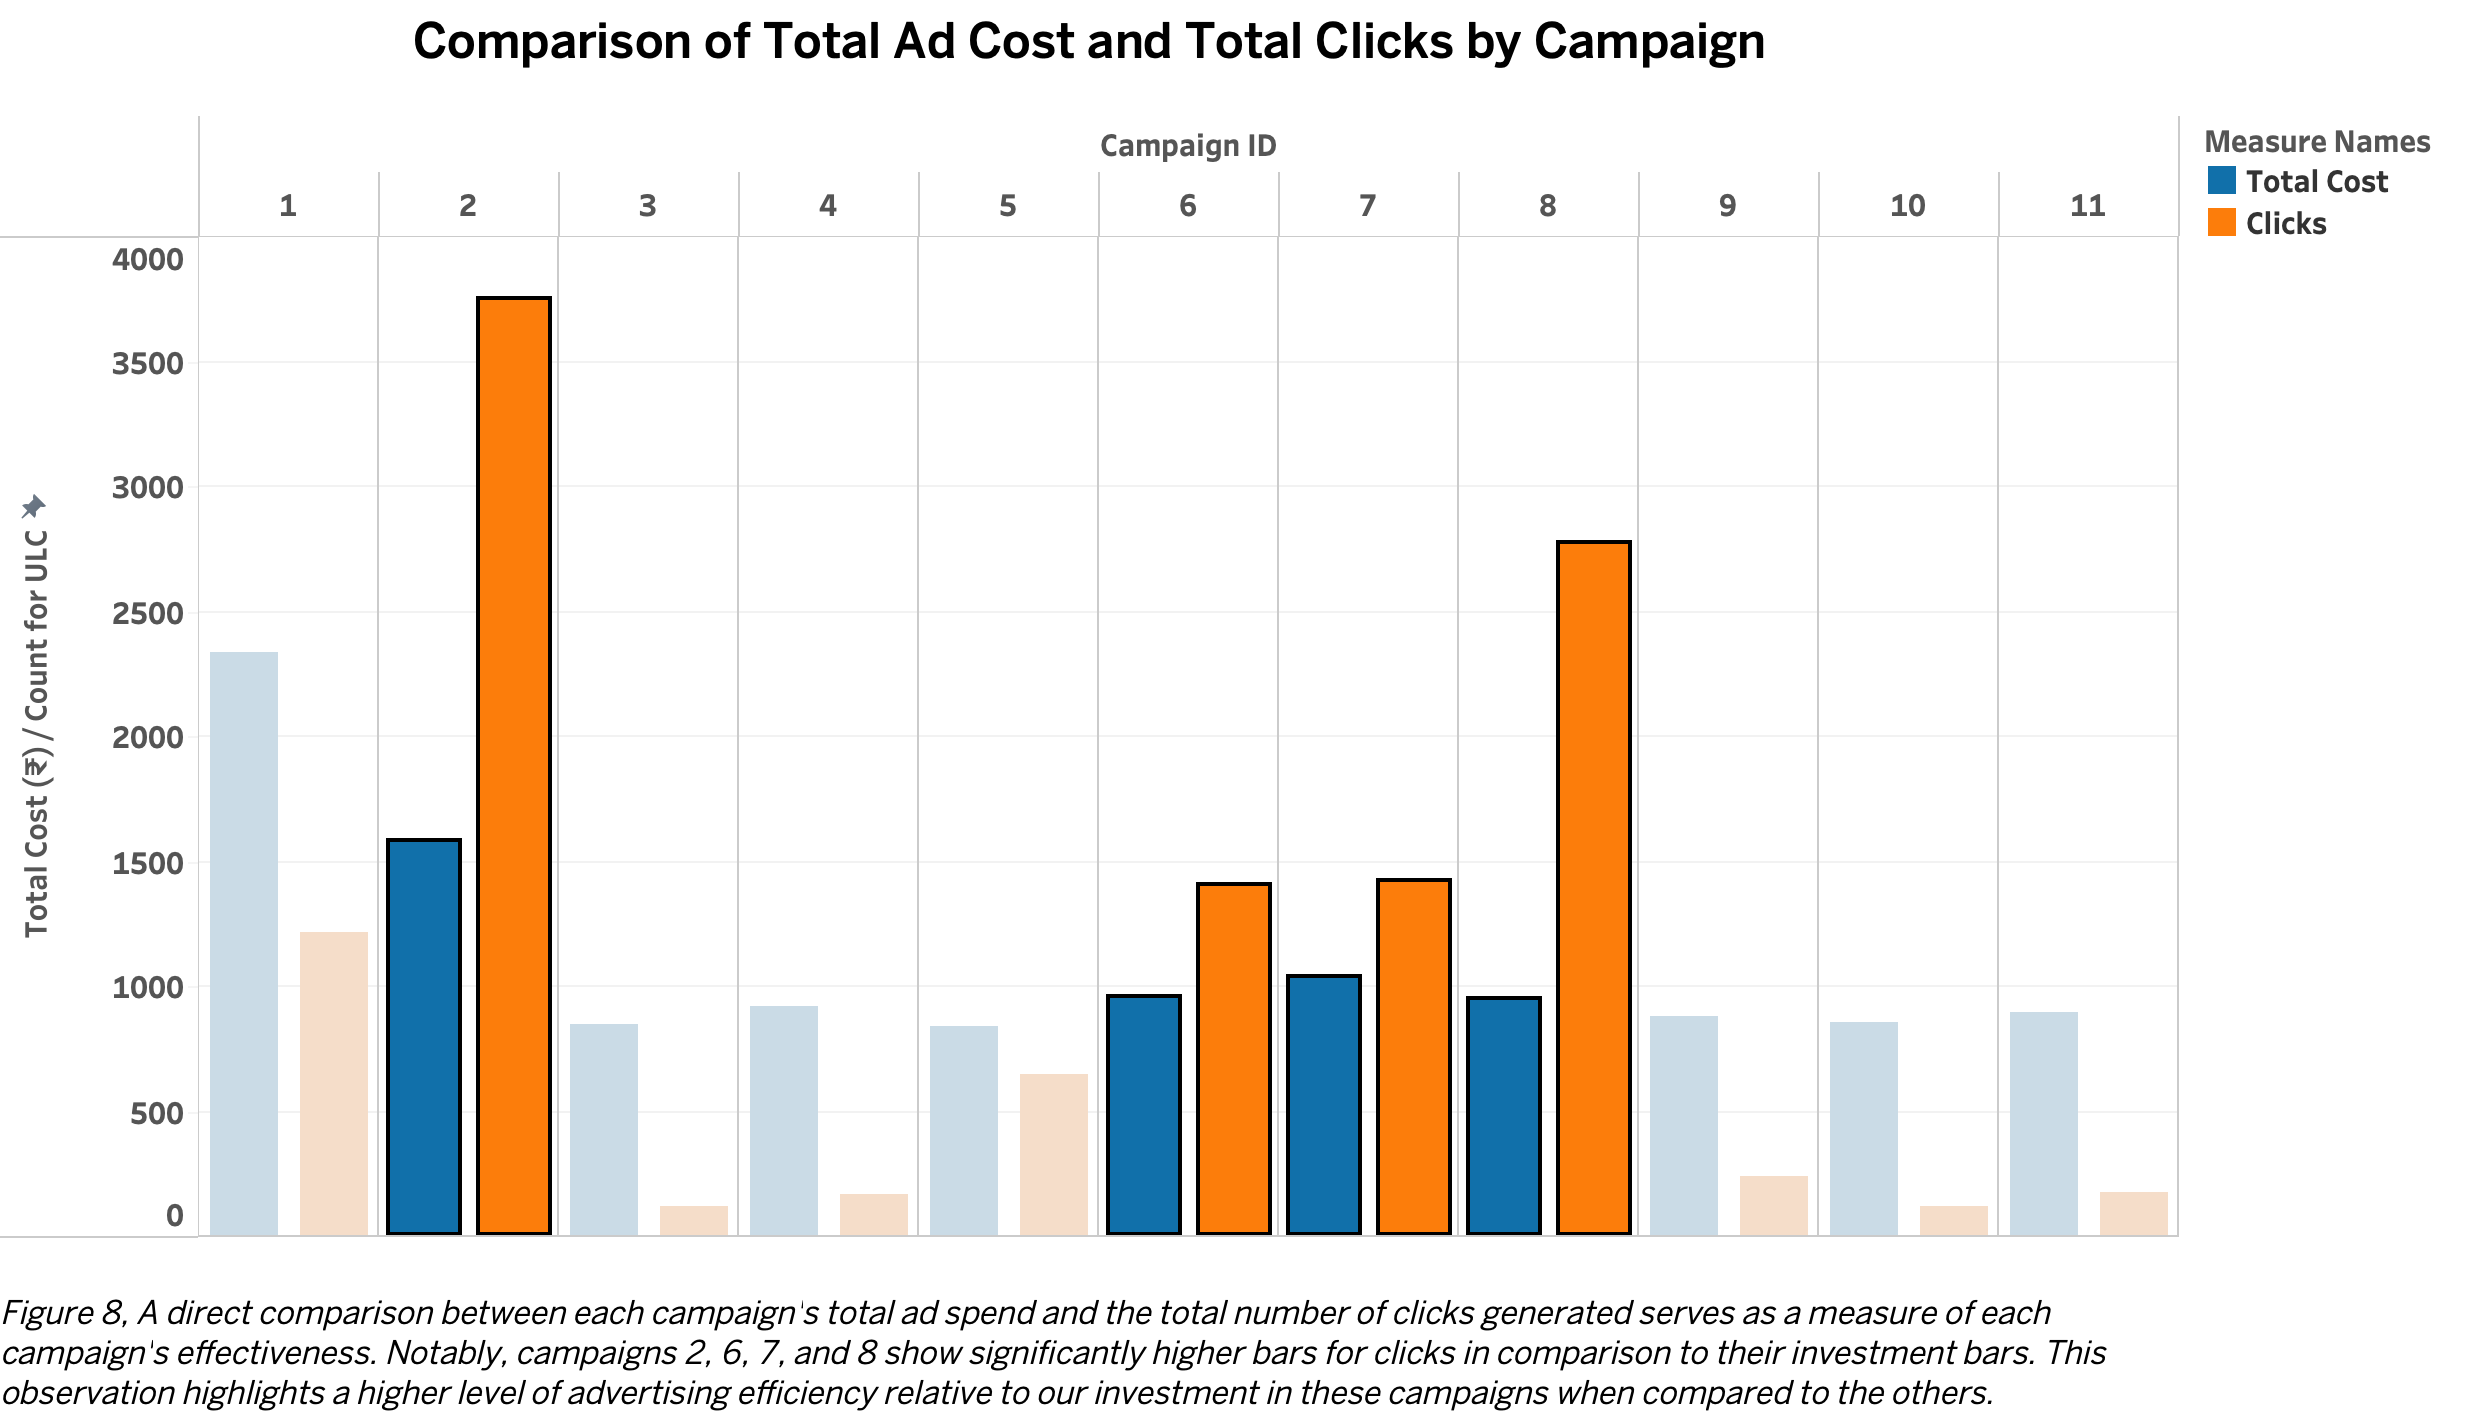 Comparison of Total Ad Cost and Total Clicks by Campaign
Campaign ID
1 2 3 4 5 6 7 8 9 10 11
Measure Names
Total Cost
Clicks
Total Cost (₹) / Count for ULC
4000
3500
3000
2500
2000
1500
1000
500
0
Figure 8, A direct comparison between each campaign's total ad spend and the total number of clicks generated serves as a measure of each
campaign's effectiveness. Notably, campaigns 2, 6, 7, and 8 show significantly higher bars for clicks in comparison to their investment bars. This
observation highlights a higher level of advertising efficiency relative to our investment in these campaigns when compared to the others.